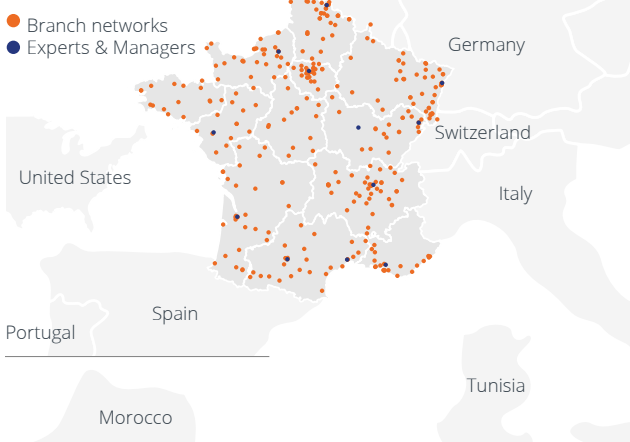 Branch networks
Experts & Managers
Germany
Switzerland
United States
Italy
Spain
Portugal
Tunisia
Morocco